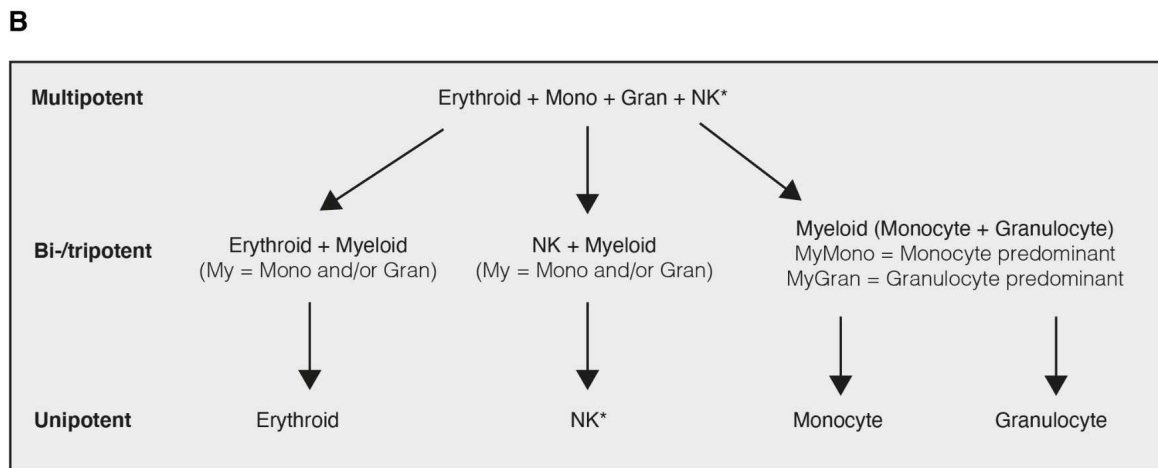 B
Multipotent
Erythroid + Mono + Gran + NK*
Bi-/tripotent
Erythroid + Myeloid
(My = Mono and/or Gran)
NK + Myeloid
(My = Mono and/or Gran)
Myeloid (Monocyte + Granulocyte)
MyMono = Monocyte predominant
MyGran = Granulocyte predominant
Unipotent
Erythroid
NK*
Monocyte
Granulocyte